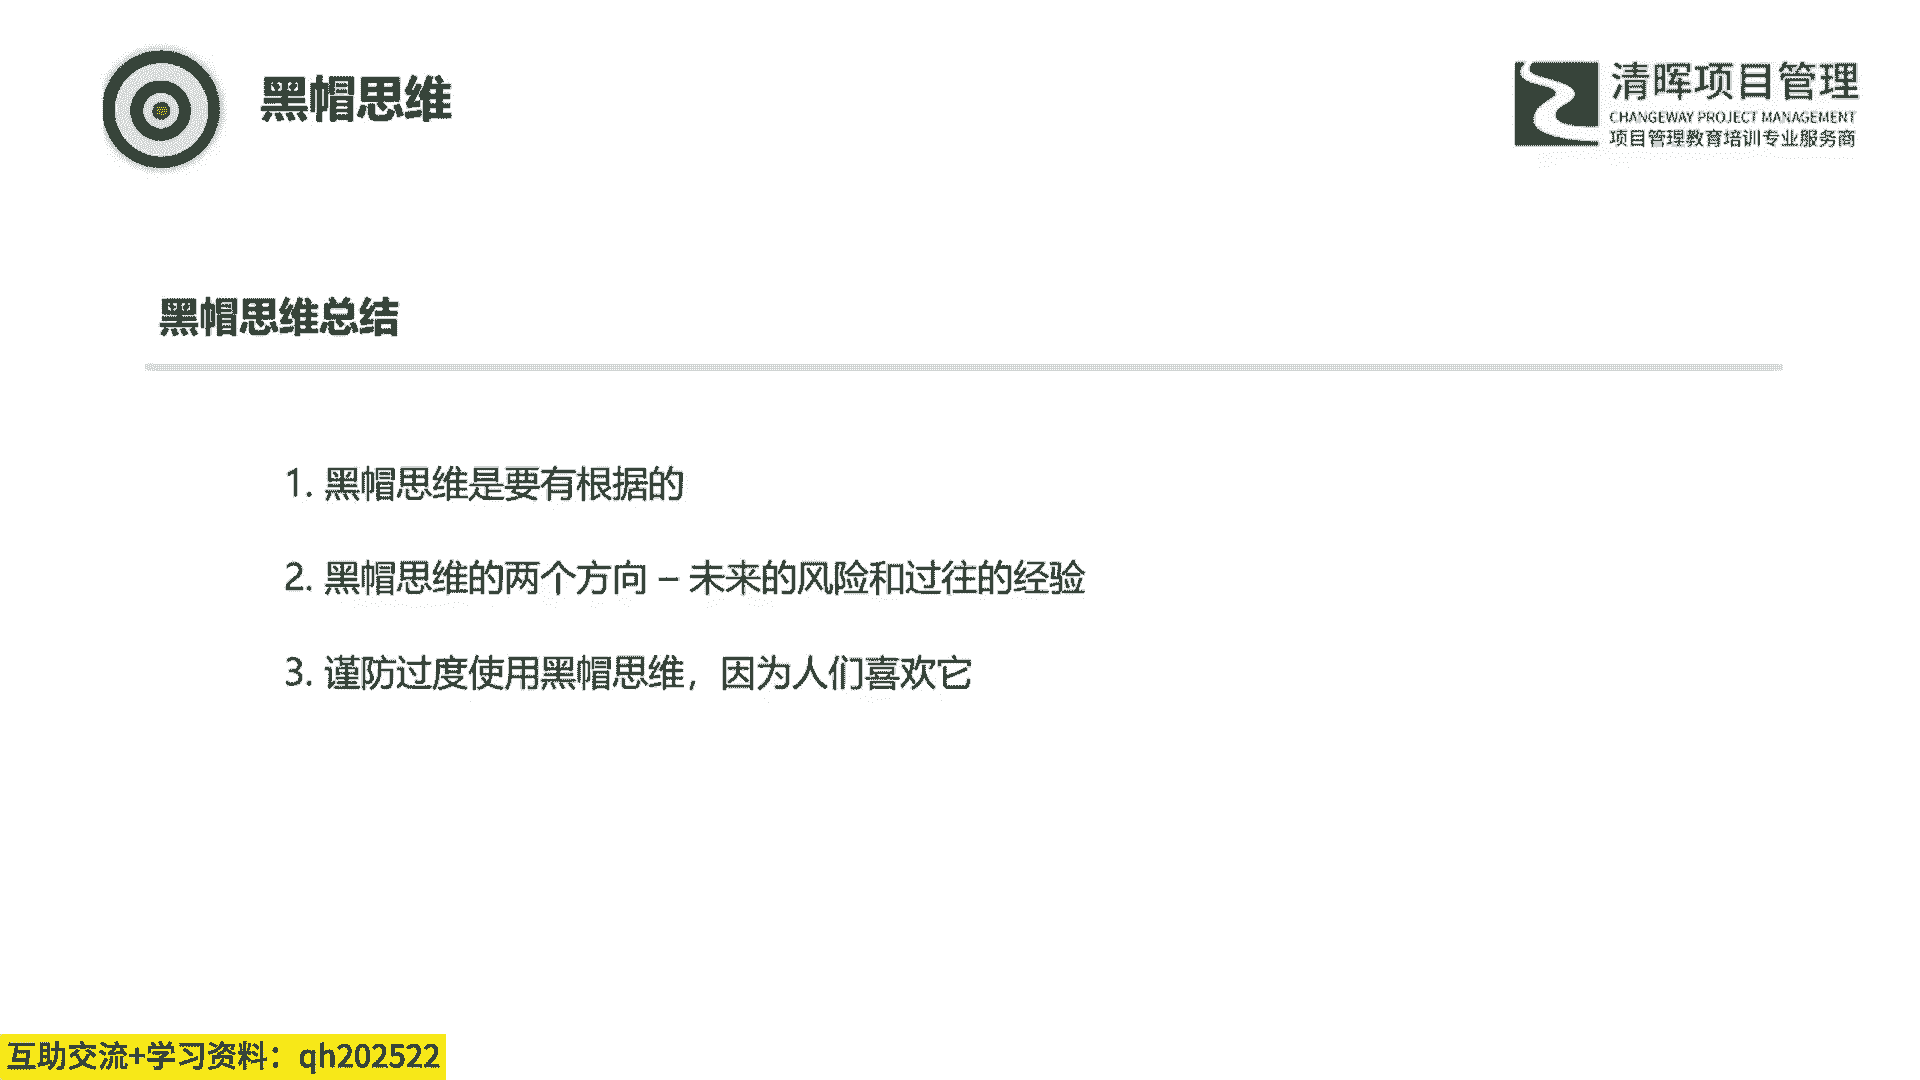 黑帽思维
清晖项目管理
CHANGEWAY PROJECT MANAGEMENT
项目管理教育培训专业服务商
黑帽思维总结
1. 黑帽思维是要有根据的
2. 黑帽思维的两个方向 – 未来的风险和过往的经验
3. 谨防过度使用黑帽思维，因为人们喜欢它
互助交流+学习资料：qh202522